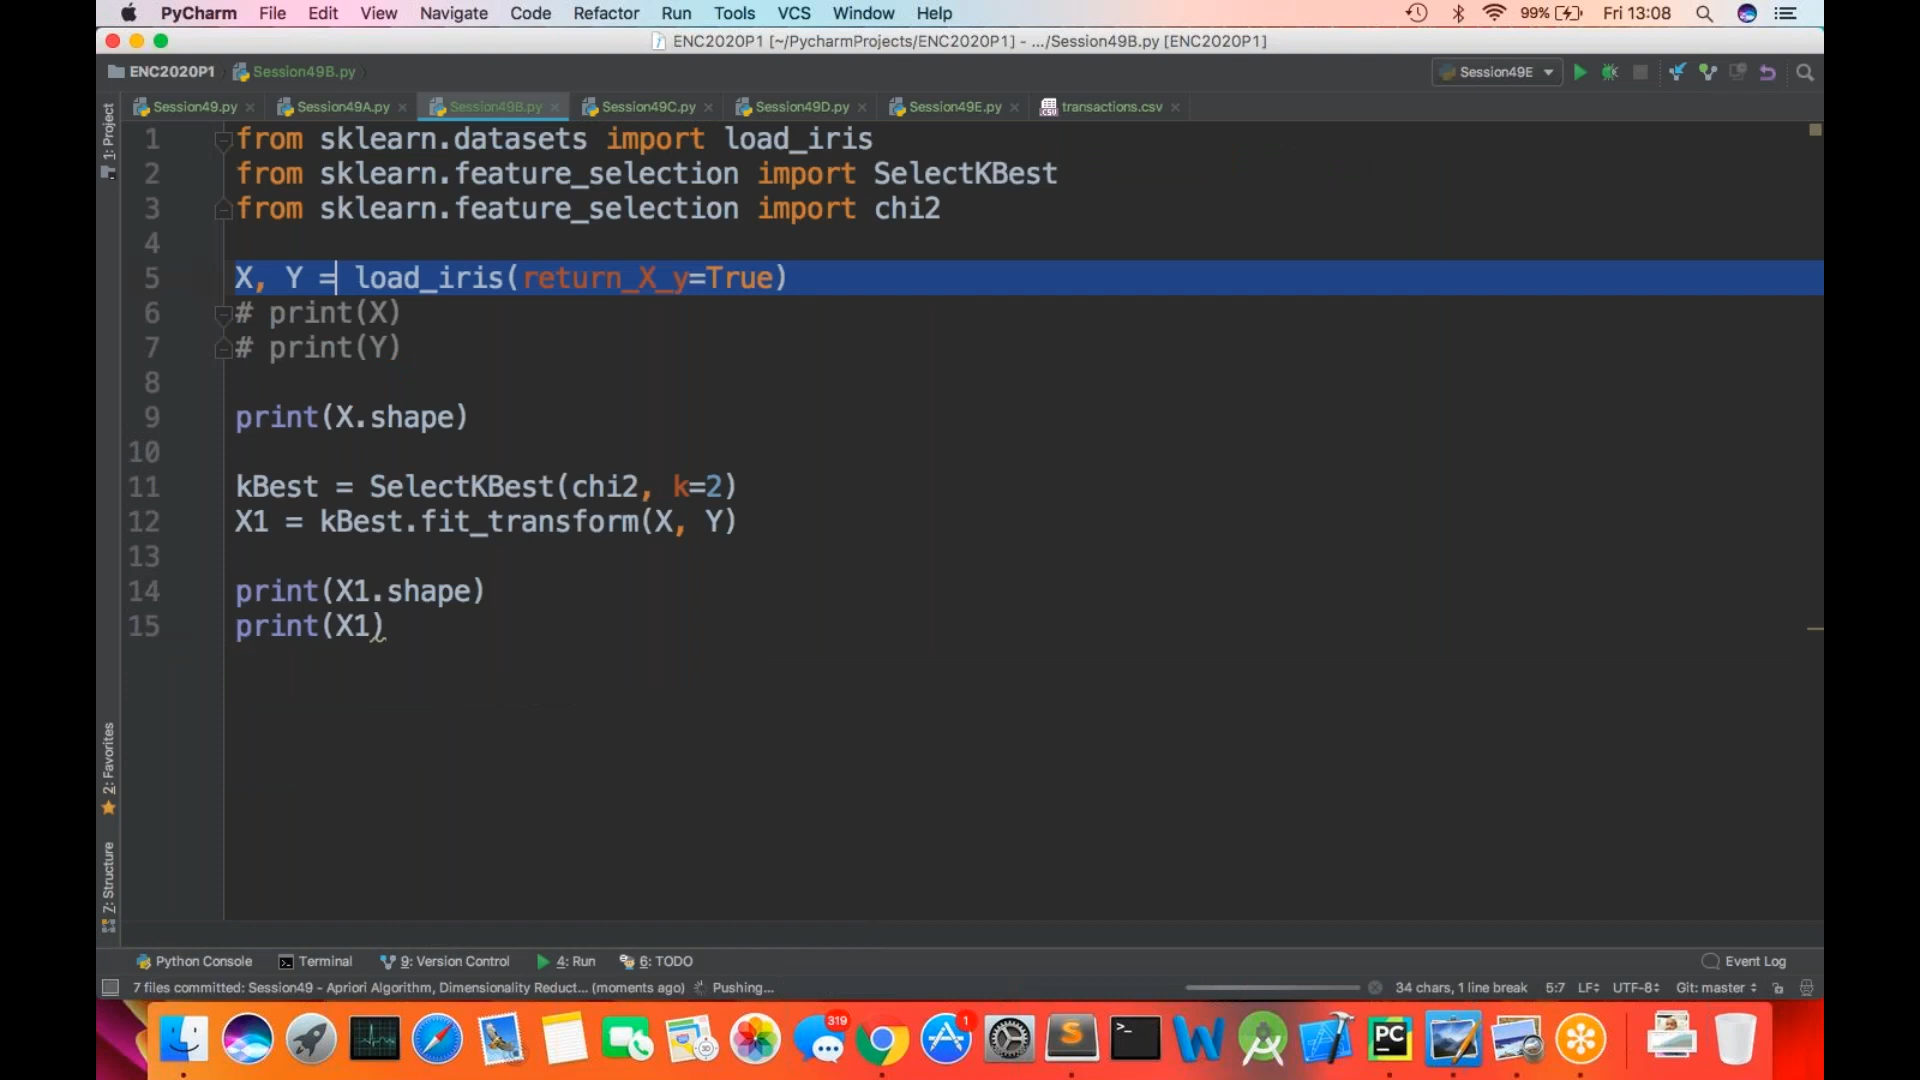 PyCharm File Edit View Navigate Code Refactor Run Tools VCS Window Help 99% Fri 13:08
ENC2020P1 [~/PycharmProjects/ENC2020P1] - .../Session49B.py [ENC2020P1]
ENC2020P1 Session49B.py Session49E
Session49.py Session49A.py Session49B.py Session49C.py Session49D.py Session49E.py transactions.csv
1: Project
2: Favorites
7: Structure
1 from sklearn.datasets import load_iris
2 from sklearn.feature_selection import SelectKBest
3 from sklearn.feature_selection import chi2
4
5 X, Y = load_iris(return_X_y=True)
6 # print(X)
7 # print(Y)
8
9 print(X.shape)
10
11 kBest = SelectKBest(chi2, k=2)
12 X1 = kBest.fit_transform(X, Y)
13
14 print(X1.shape)
15 print(X1)
Python Console Terminal 9: Version Control 4: Run 6: TODO Event Log
7 files committed: Session49 - Apriori Algorithm, Dimensionality Reduct... (moments ago) Pushing... 34 chars, 1 line break 5:7 LF UTF-8 Git: master
319 1
PC